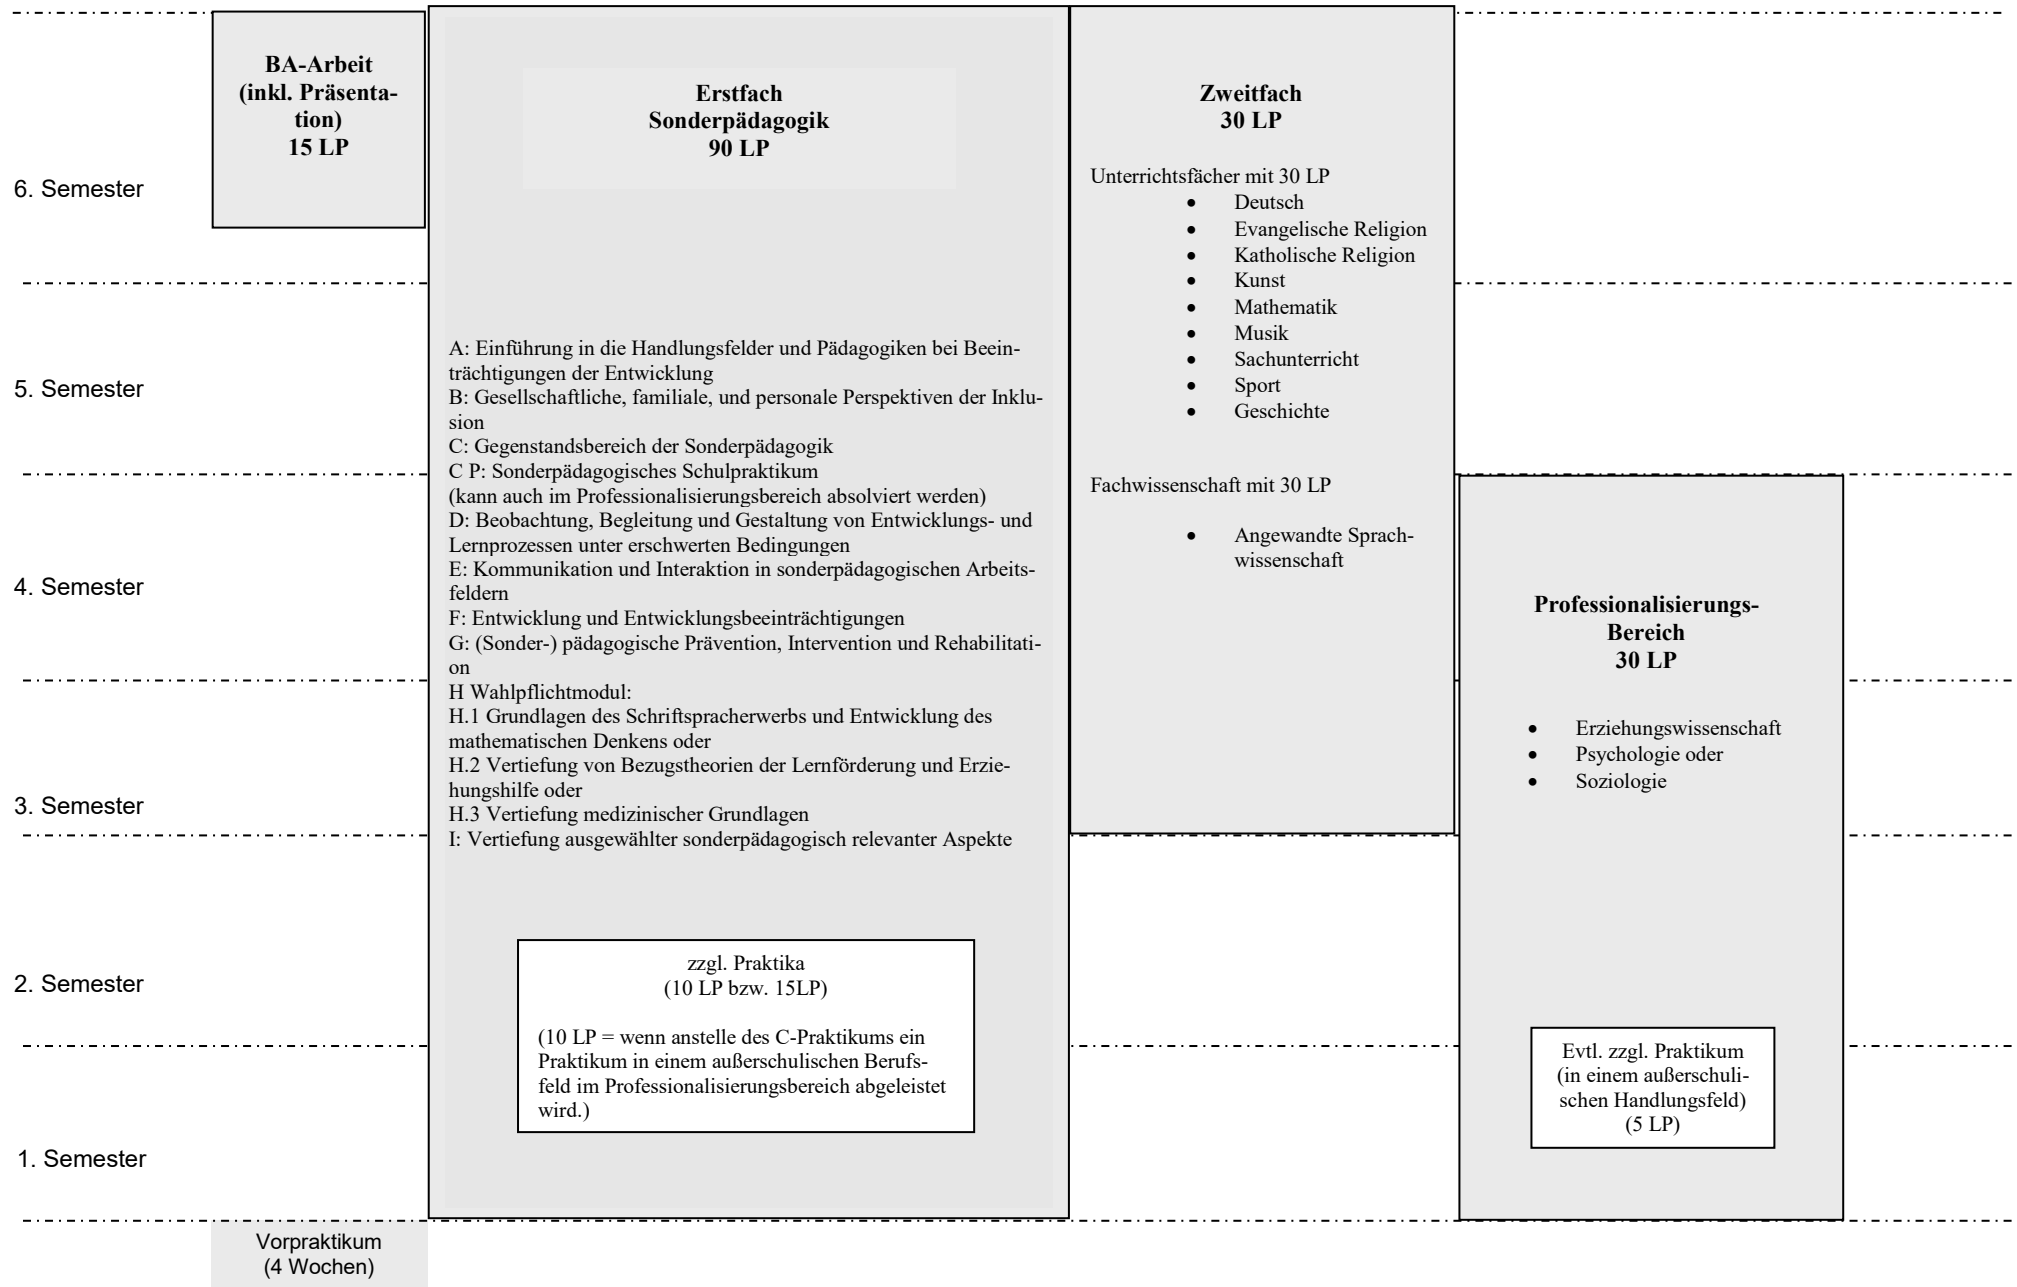 BA-Arbeit
(inkl. Präsenta-
tion)
15 LP
6. Semester
5. Semester
4. Semester
3. Semester
2. Semester
1. Semester
Vorpraktikum
(4 Wochen)
Erstfach
Sonderpädagogik
90 LP
A: Einführung in die Handlungsfelder und Pädagogiken bei Beein-
trächtigungen der Entwicklung
B: Gesellschaftliche, familiale, und personale Perspektiven der Inklu-
sion
C: Gegenstandsbereich der Sonderpädagogik
C P: Sonderpädagogisches Schulpraktikum
(kann auch im Professionalisierungsbereich absolviert werden)
D: Beobachtung, Begleitung und Gestaltung von Entwicklungs- und
Lernprozessen unter erschwerten Bedingungen
E: Kommunikation und Interaktion in sonderpädagogischen Arbeits-
feldern
F: Entwicklung und Entwicklungsbeeinträchtigungen
G: (Sonder-) pädagogische Prävention, Intervention und Rehabilitati-
on
H Wahlpflichtmodul:
H.1 Grundlagen des Schriftspracherwerbs und Entwicklung des
mathematischen Denkens oder
H.2 Vertiefung von Bezugstheorien der Lernförderung und Erzie-
hungshilfe oder
H.3 Vertiefung medizinischer Grundlagen
I: Vertiefung ausgewählter sonderpädagogisch relevanter Aspekte
zzgl. Praktika
(10 LP bzw. 15LP)
(10 LP = wenn anstelle des C-Praktikums ein
Praktikum in einem außerschulischen Berufs-
feld im Professionalisierungsbereich abgeleistet
wird.)
Zweitfach
30 LP
Unterrichtsfächer mit 30 LP
• Deutsch
• Evangelische Religion
• Katholische Religion
• Kunst
• Mathematik
• Musik
• Sachunterricht
• Sport
• Geschichte
Fachwissenschaft mit 30 LP
• Angewandte Sprach-
wissenschaft
Professionalisierungs-
Bereich
30 LP
• Erziehungswissenschaft
• Psychologie oder
• Soziologie
Evtl. zzgl. Praktikum
(in einem außerschuli-
schen Handlungsfeld)
(5 LP)